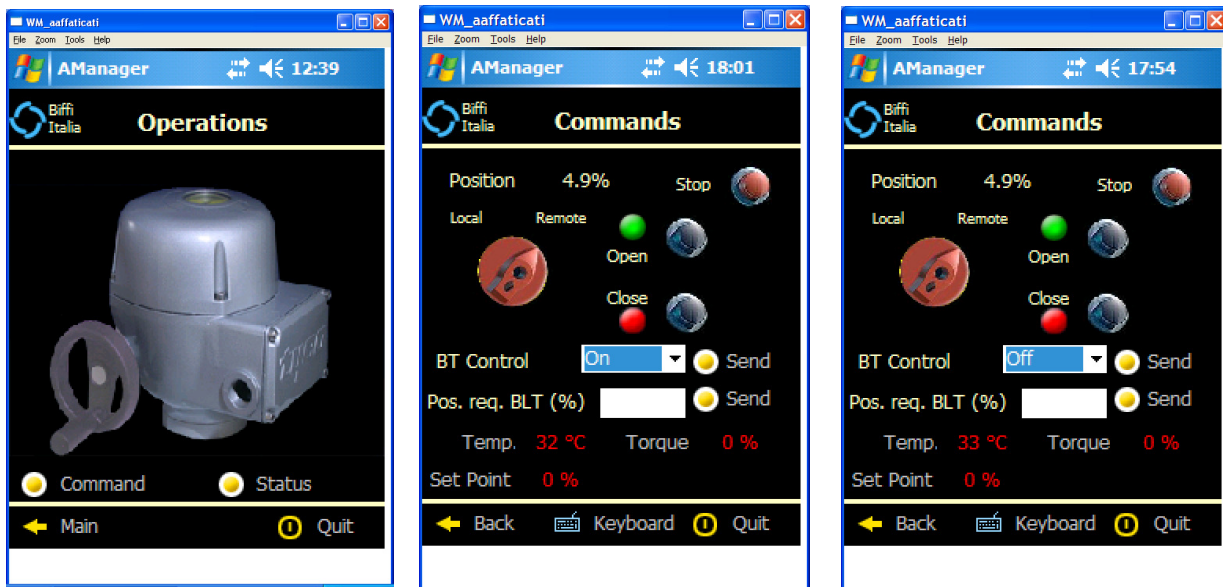 WM_aaffaticati
File Zoom Tools Help
AManager 12:39
Biffi
Italia
Operations
Command Status
Main Quit
WM_aaffaticati
File Zoom Tools Help
AManager 18:01
Biffi
Italia
Commands
Position 4.9% Stop
Local Remote
Open
Close
BT Control On Send
Pos. req. BLT (%) Send
Temp. 32 °C Torque 0 %
Set Point 0 %
Back Keyboard Quit
WM_aaffaticati
File Zoom Tools Help
AManager 17:54
Biffi
Italia
Commands
Position 4.9% Stop
Local Remote
Open
Close
BT Control Off Send
Pos. req. BLT (%) Send
Temp. 33 °C Torque 0 %
Set Point 0 %
Back Keyboard Quit